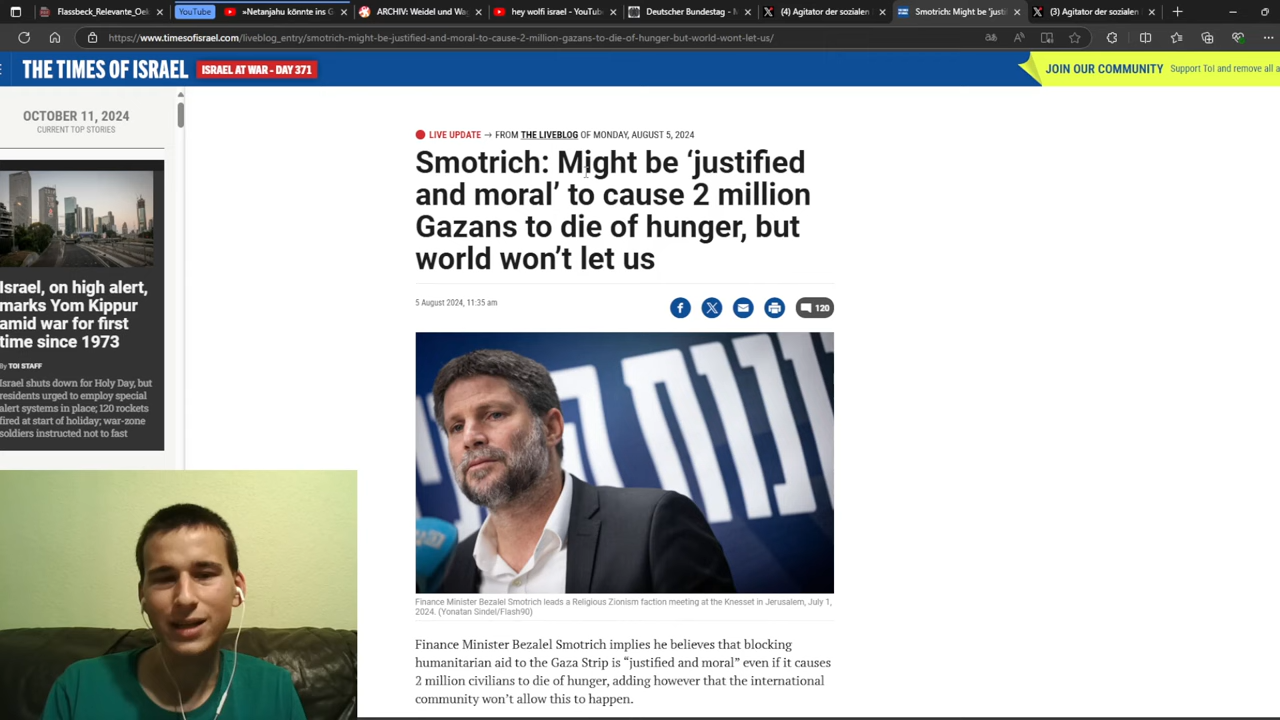 Flassbeck_Relevante_Oek
YouTube
»Netanjahu könnte ins G
ARCHIV: Weidel und Wa
hey wolfi israel - YouTub
Deutscher Bundestag - M
(4) Agitator der sozialen
Smotrich: Might be 'justi
(3) Agitator der sozialen
https://www.timesofisrael.com/liveblog_entry/smotrich-might-be-justified-and-moral-to-cause-2-million-gazans-to-die-of-hunger-but-world-wont-let-us/
THE TIMES OF ISRAEL
ISRAEL AT WAR - DAY 371
JOIN OUR COMMUNITY
Support ToI and remove all a
OCTOBER 11, 2024
CURRENT TOP STORIES
Israel, on high alert,
marks Yom Kippur
amid war for first
time since 1973
By TOI STAFF
Israel shuts down for Holy Day, but
residents urged to employ special
alert systems in place; 120 rockets
fired at start of holiday; war-zone
soldiers instructed not to fast
LIVE UPDATE → FROM THE LIVEBLOG OF MONDAY, AUGUST 5, 2024
Smotrich: Might be ‘justified
and moral’ to cause 2 million
Gazans to die of hunger, but
world won’t let us
5 August 2024, 11:35 am
120
Finance Minister Bezalel Smotrich leads a Religious Zionism faction meeting at the Knesset in Jerusalem, July 1,
2024. (Yonatan Sindel/Flash90)
Finance Minister Bezalel Smotrich implies he believes that blocking
humanitarian aid to the Gaza Strip is “justified and moral” even if it causes
2 million civilians to die of hunger, adding however that the international
community won’t allow this to happen.